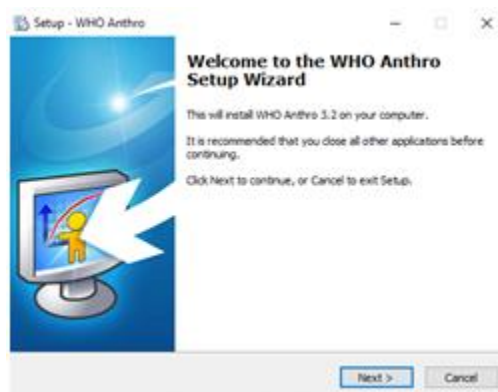 Setup - WHO Anthro
Welcome to the WHO Anthro
Setup Wizard
This will install WHO Anthro 3.2 on your computer.
It is recommended that you close all other applications before
continuing.
Click Next to continue, or Cancel to exit Setup.
Next >
Cancel